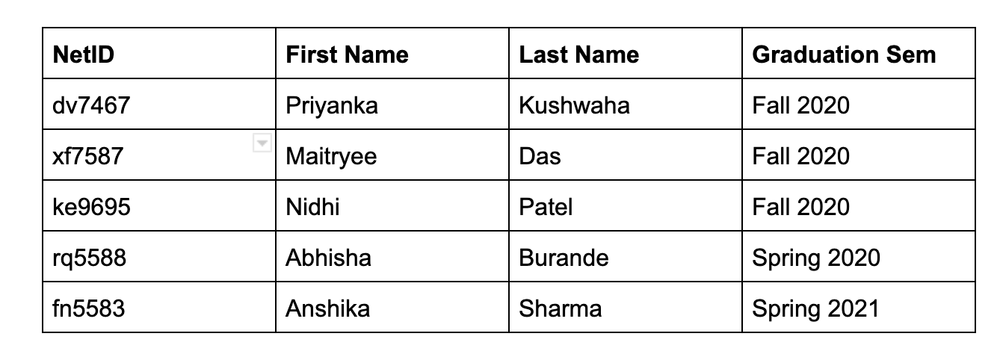 NetID First Name Last Name Graduation Sem
dv7467 Priyanka Kushwaha Fall 2020
xf7587 Maitryee Das Fall 2020
ke9695 Nidhi Patel Fall 2020
rq5588 Abhisha Burande Spring 2020
fn5583 Anshika Sharma Spring 2021